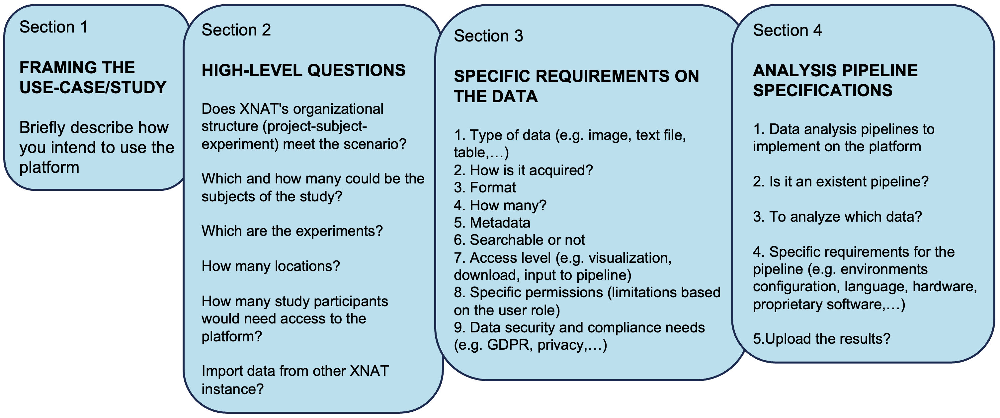 Section 1
FRAMING THE
USE-CASE/STUDY
Briefly describe how
you intend to use the
platform
Section 2
HIGH-LEVEL QUESTIONS
Does XNAT's organizational
structure (project-subject-
experiment) meet the scenario?
Which and how many could be the
subjects of the study?
Which are the experiments?
How many locations?
How many study participants
would need access to the
platform?
Import data from other XNAT
instance?
Section 3
SPECIFIC REQUIREMENTS ON
THE DATA
1. Type of data (e.g. image, text file,
table,…)
2. How is it acquired?
3. Format
4. How many?
5. Metadata
6. Searchable or not
7. Access level (e.g. visualization,
download, input to pipeline)
8. Specific permissions (limitations based
on the user role)
9. Data security and compliance needs
(e.g. GDPR, privacy,…)
Section 4
ANALYSIS PIPELINE
SPECIFICATIONS
1. Data analysis pipelines to
implement on the platform
2. Is it an existent pipeline?
3. To analyze which data?
4. Specific requirements for the
pipeline (e.g. environments
configuration, language, hardware,
proprietary software,…)
5.Upload the results?